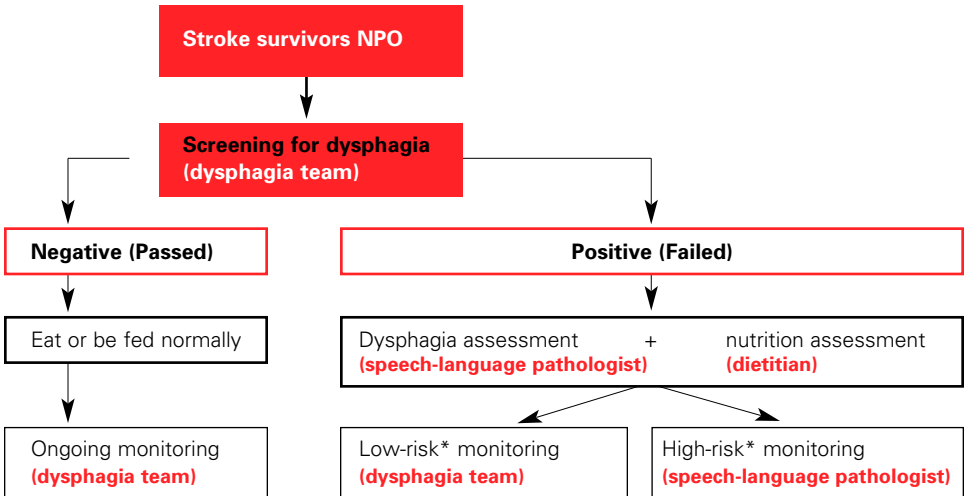 Stroke survivors NPO
Screening for dysphagia
(dysphagia team)
Negative (Passed)
Positive (Failed)
Eat or be fed normally
Dysphagia assessment + nutrition assessment
(speech-language pathologist) (dietitian)
Ongoing monitoring
(dysphagia team)
Low-risk* monitoring
(dysphagia team)
High-risk* monitoring
(speech-language pathologist)